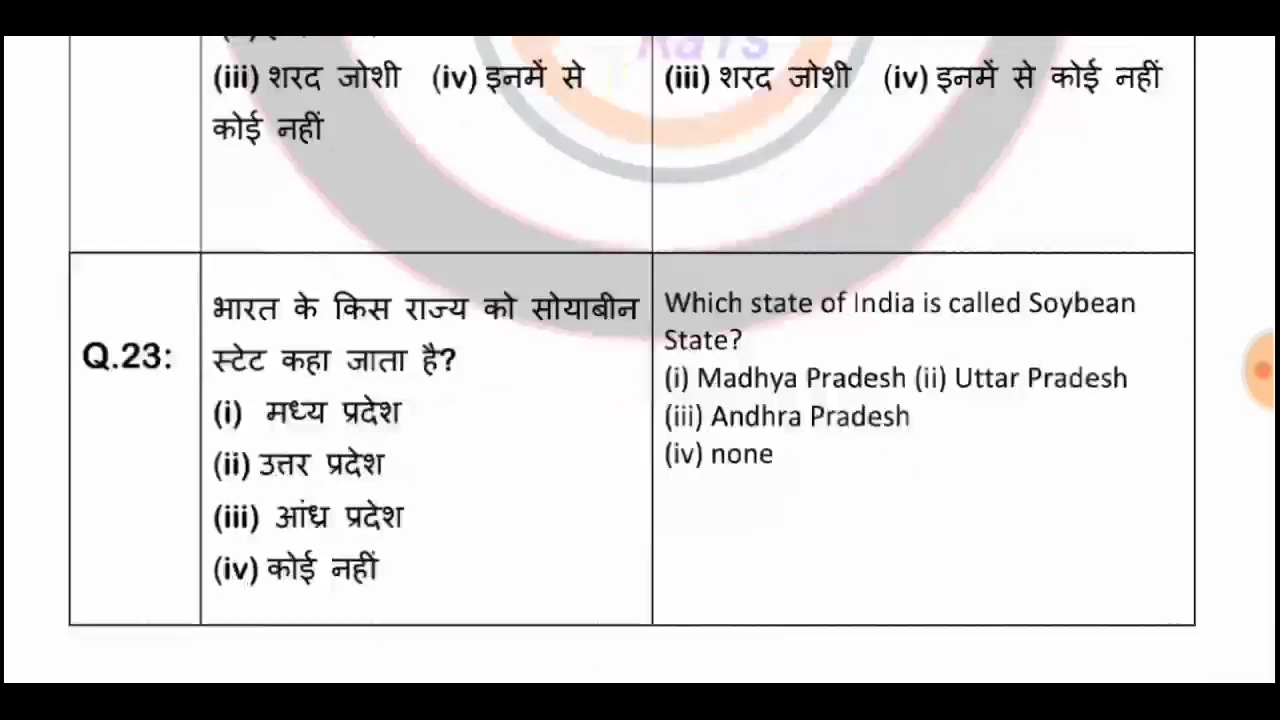 RaTS
(iii) शरद जोशी (iv) इनमें से
कोई नहीं
(iii) शरद जोशी (iv) इनमें से कोई नहीं
Q.23:
भारत के किस राज्य को सोयाबीन
स्टेट कहा जाता है?
(i) मध्य प्रदेश
(ii) उत्तर प्रदेश
(iii) आंध्र प्रदेश
(iv) कोई नहीं
Which state of India is called Soybean
State?
(i) Madhya Pradesh (ii) Uttar Pradesh
(iii) Andhra Pradesh
(iv) none